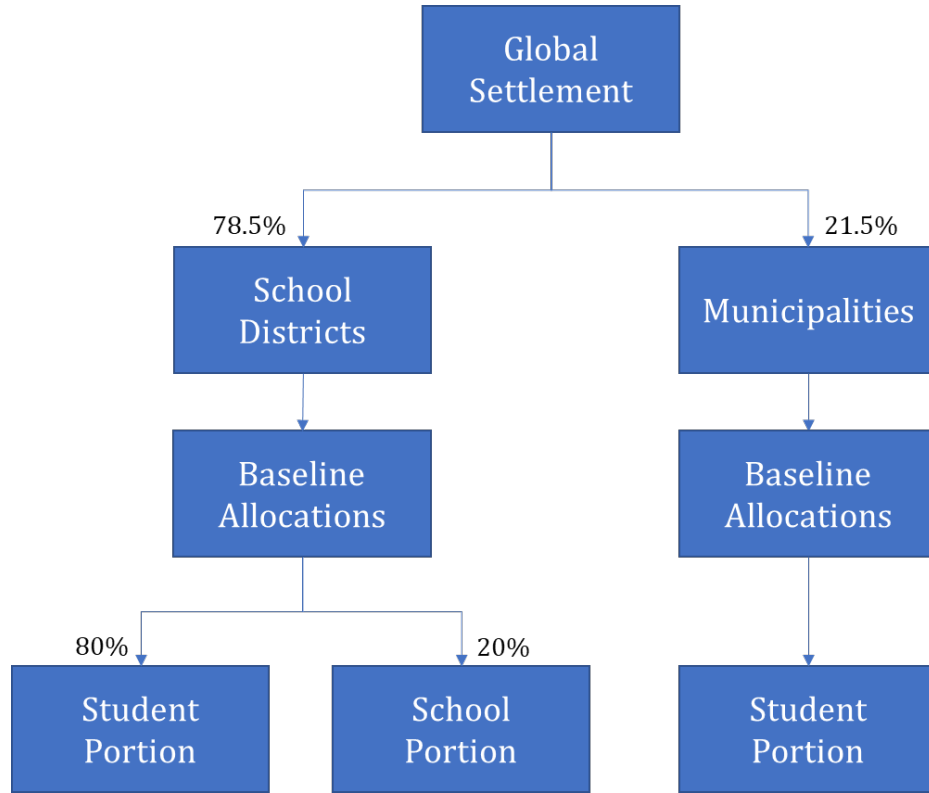 Global
Settlement
78.5%
21.5%
School
Districts
Municipalities
Baseline
Allocations
Baseline
Allocations
80%
20%
Student
Portion
School
Portion
Student
Portion